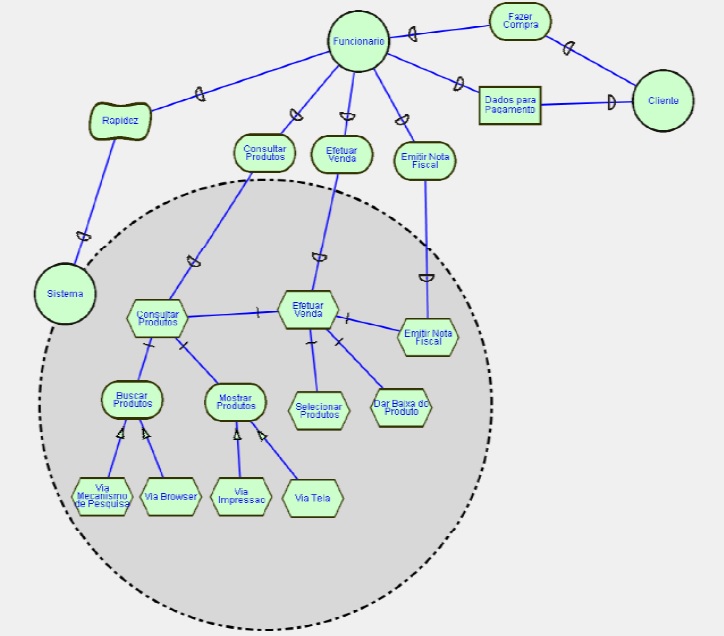 Fazer
Compra
Funcionario
Cliente
Dados para
Pagamento
Rapidez
Consultar
Produtos
Efetuar
Venda
Emitir Nota
Fiscal
Sistema
Consultar
Produtos
Efetuar
Venda
Emitir Nota
Fiscal
Buscar
Produtos
Mostrar
Produtos
Selecionar
Produtos
Dar Baixa do
Produto
Via
Mecanismo
de Pesquisa
Via Browser
Via
Impressao
Via Tela